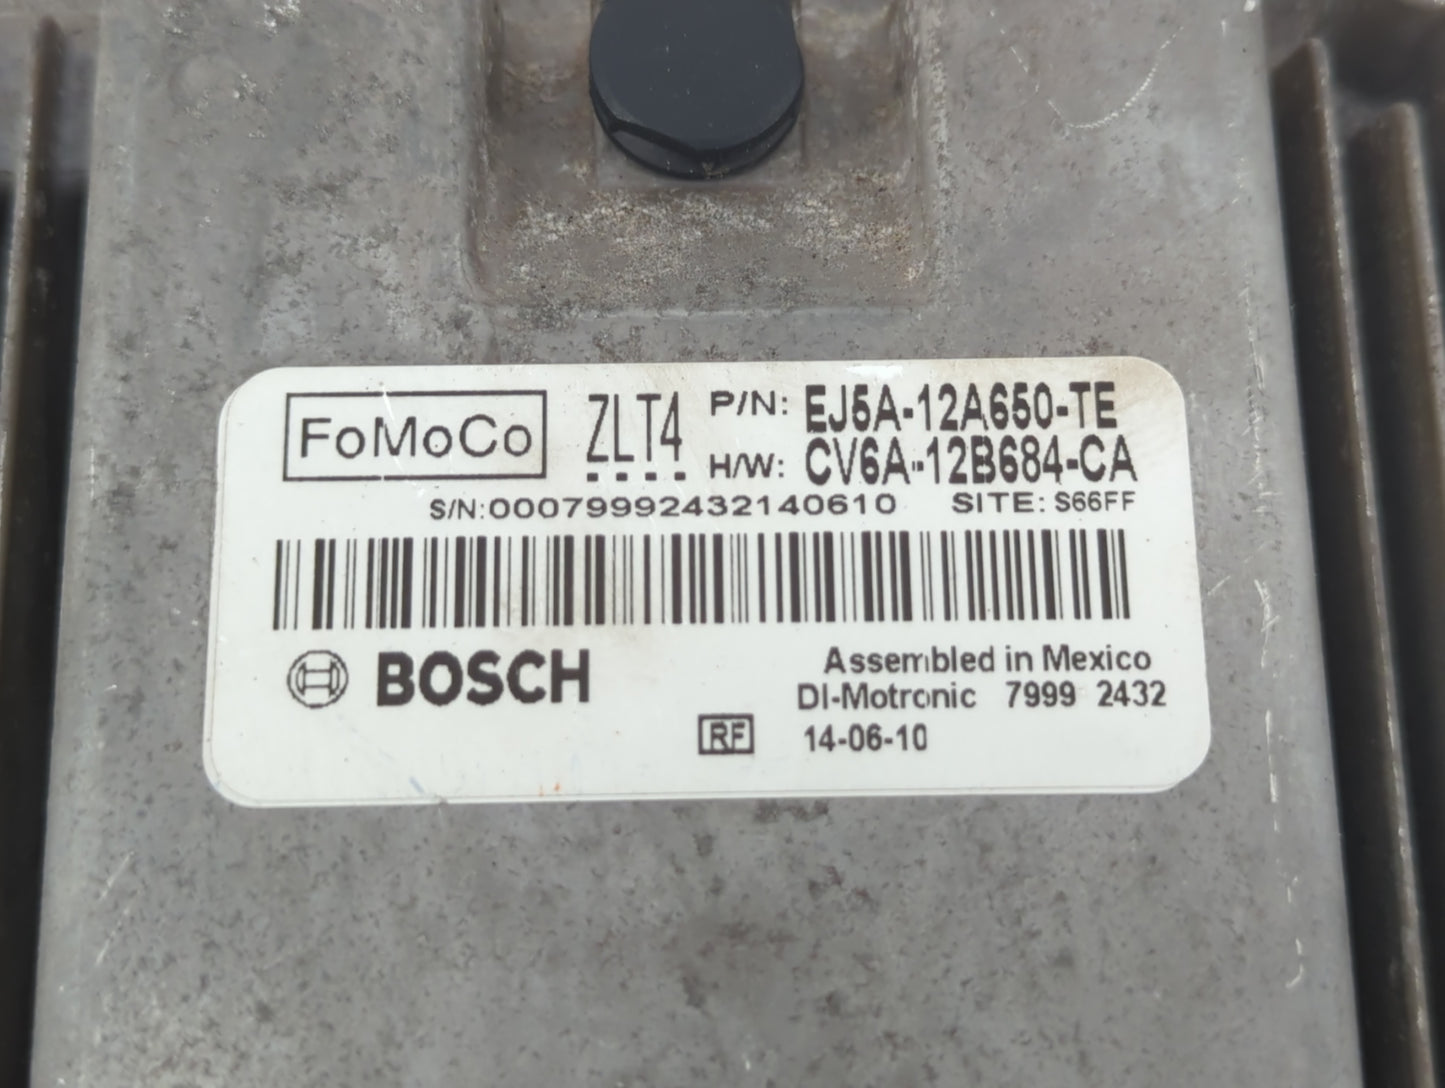 FoMoCo ZLT4 P/N: EJ5A-12A650-TE
H/W: CV6A-12B684-CA
S/N:00079992432140610 SITE: S66FF
BOSCH Assembled in Mexico
DI-Motronic 7999 2432
RF 14-06-10